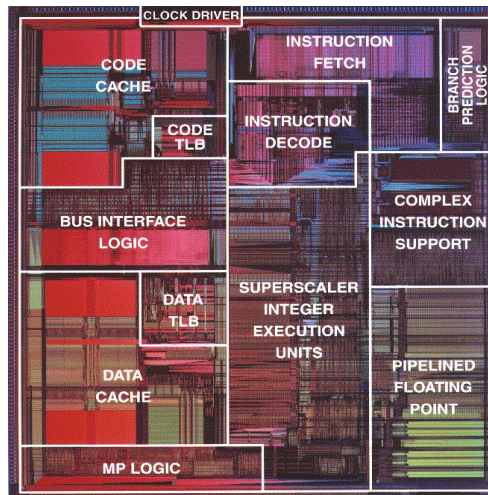 CLOCK DRIVER
CODE
CACHE
INSTRUCTION
FETCH
BRANCH
PREDICTION
LOGIC
CODE
TLB
INSTRUCTION
DECODE
BUS INTERFACE
LOGIC
COMPLEX
INSTRUCTION
SUPPORT
DATA
TLB
SUPERSCALER
INTEGER
EXECUTION
UNITS
DATA
CACHE
PIPELINED
FLOATING
POINT
MP LOGIC